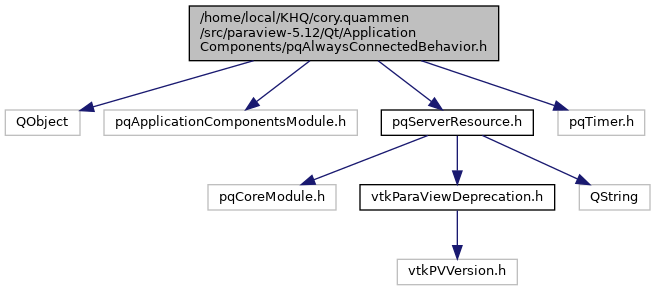 /home/local/KHQ/cory.quammen
/src/paraview-5.12/Qt/Application
Components/pqAlwaysConnectedBehavior.h
QObject
pqApplicationComponentsModule.h
pqServerResource.h
pqTimer.h
pqCoreModule.h
vtkParaViewDeprecation.h
QString
vtkPVVersion.h